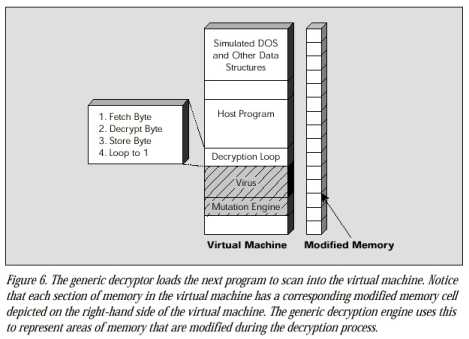 Simulated DOS
and Other Data
Structures
Host Program
1. Fetch Byte
2. Decrypt Byte
3. Store Byte
4. Loop to 1
Decryption Loop
Virus
Mutation Engine
Virtual Machine
Modified Memory
Figure 6. The generic decryptor loads the next program to scan into the virtual machine. Notice
that each section of memory in the virtual machine has a corresponding modified memory cell
depicted on the right-hand side of the virtual machine. The generic decryption engine uses this
to represent areas of memory that are modified during the decryption process.